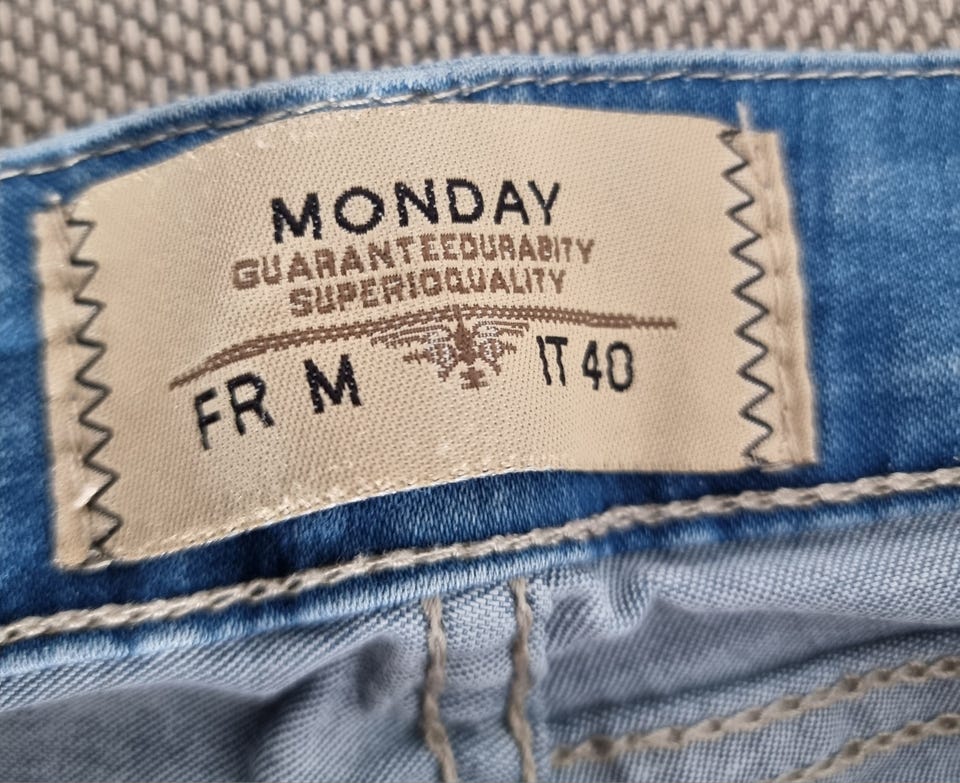 MONDAY
GUARANTEEDURABITY
SUPERIOQUALITY
FR M IT 40